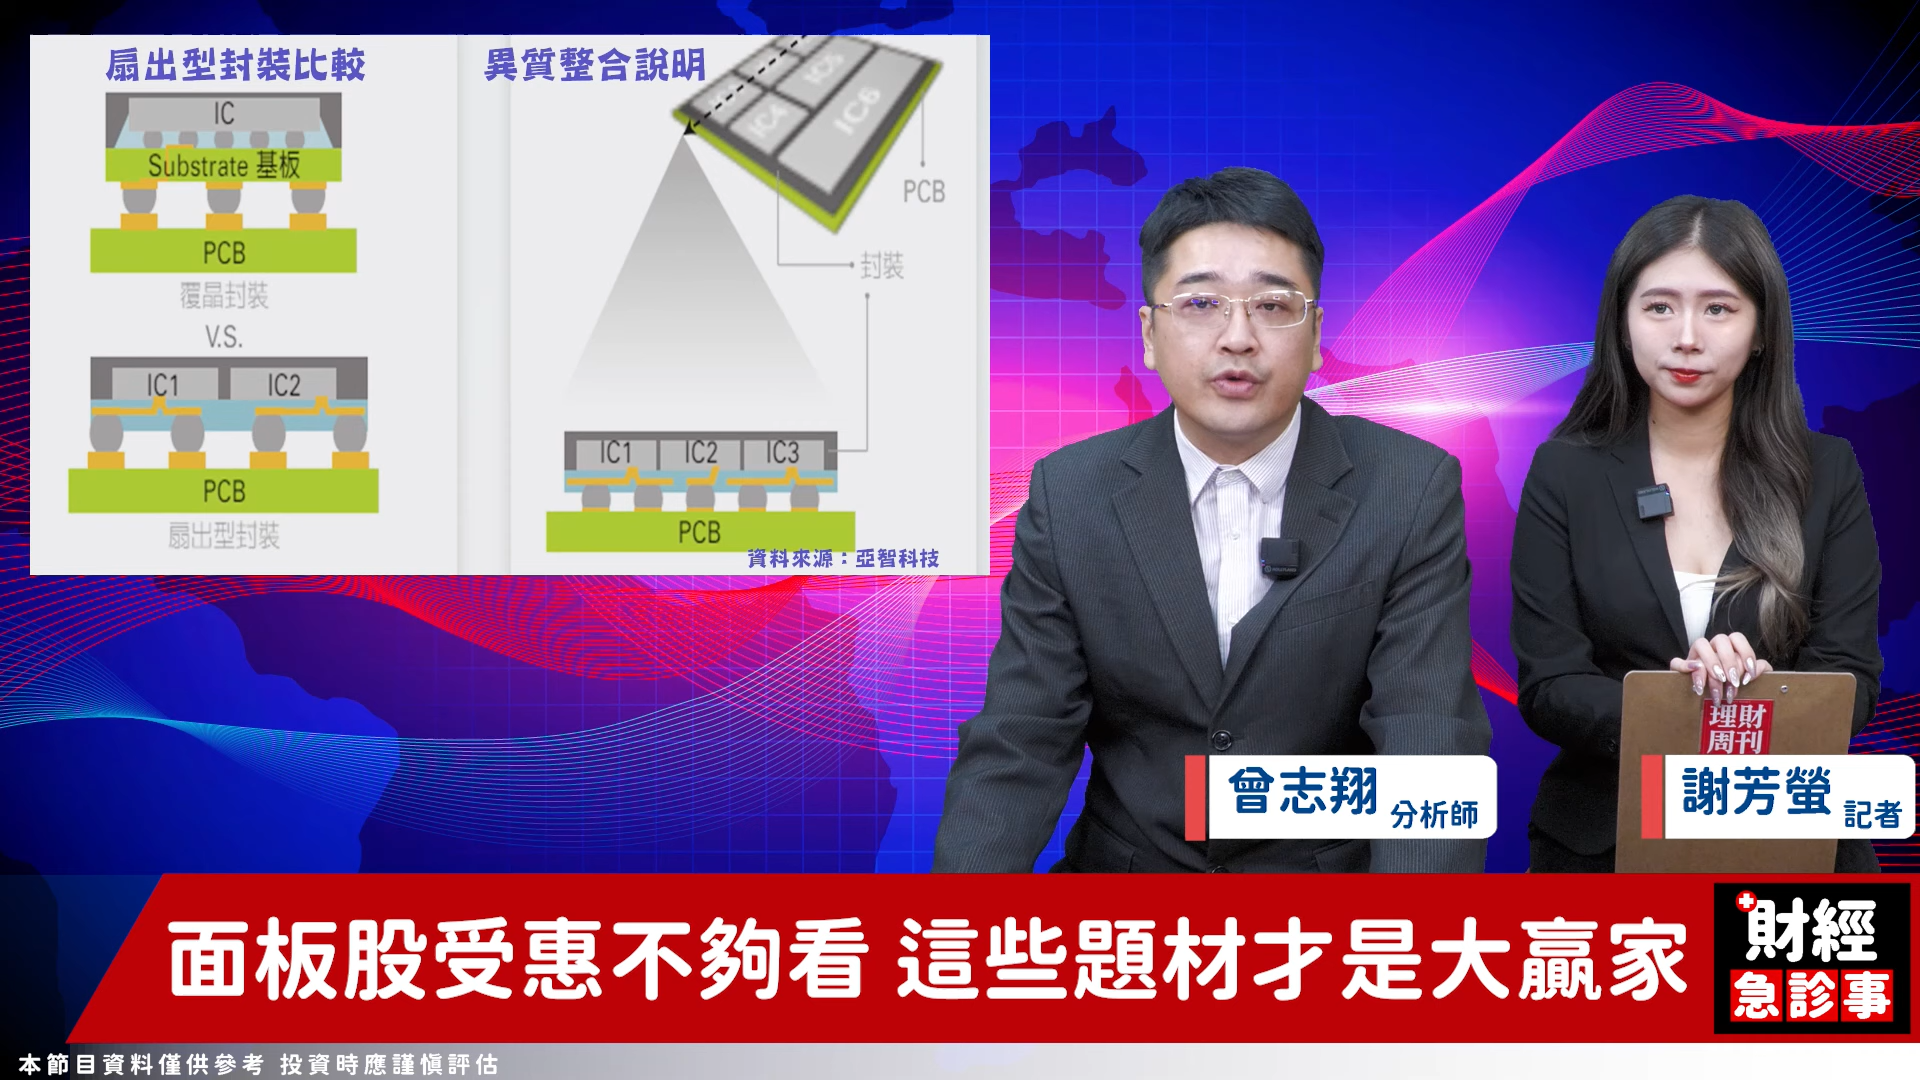 扇出型封裝比較
IC
Substrate 基板
PCB
覆晶封裝
V.S.
IC1 IC2
PCB
扇出型封裝
異質整合說明
IC5
IC4
IC6
PCB
封裝
IC1 IC2 IC3
PCB
資料來源：亞智科技
理財
周刊
曾志翔 分析師
謝芳螢 記者
面板股受惠不夠看 這些題材才是大贏家
財經
急診事
本節目資料僅供參考 投資時應謹慎評估